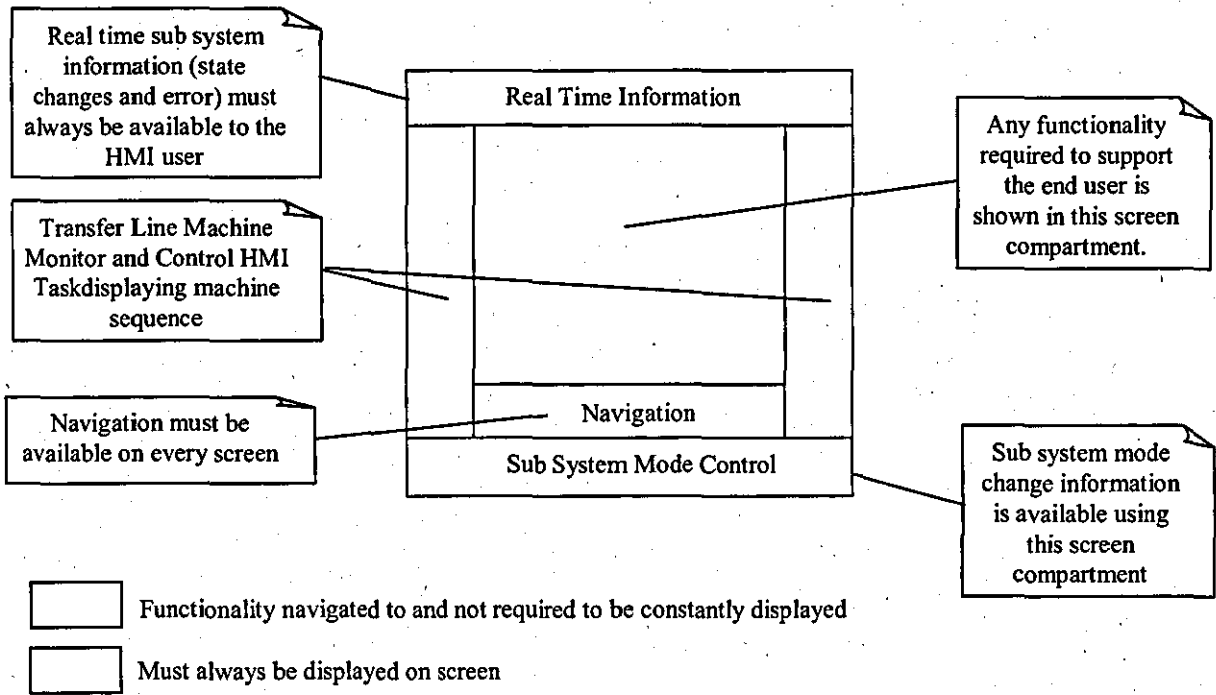 Real time sub system
information (state
changes and error) must
always be available to the
HMI user
Transfer Line Machine
Monitor and Control HMI
Taskdisplaying machine
sequence
Navigation must be
available on every screen
Real Time Information
Navigation
Sub System Mode Control
Any functionality
required to support
the end user is
shown in this screen
compartment.
Sub system mode
change information
is available using
this screen
compartment
Functionality navigated to and not required to be constantly displayed
Must always be displayed on screen